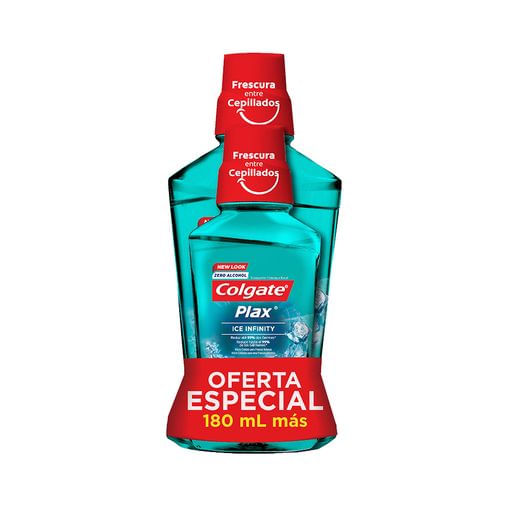 Frescura
entre
Cepillados
Frescura
entre
Cepillados
NEW LOOK
ZERO ALCOHOL
Colgate®
Plax®
ICE INFINITY
OFERTA
ESPECIAL
180 mL más